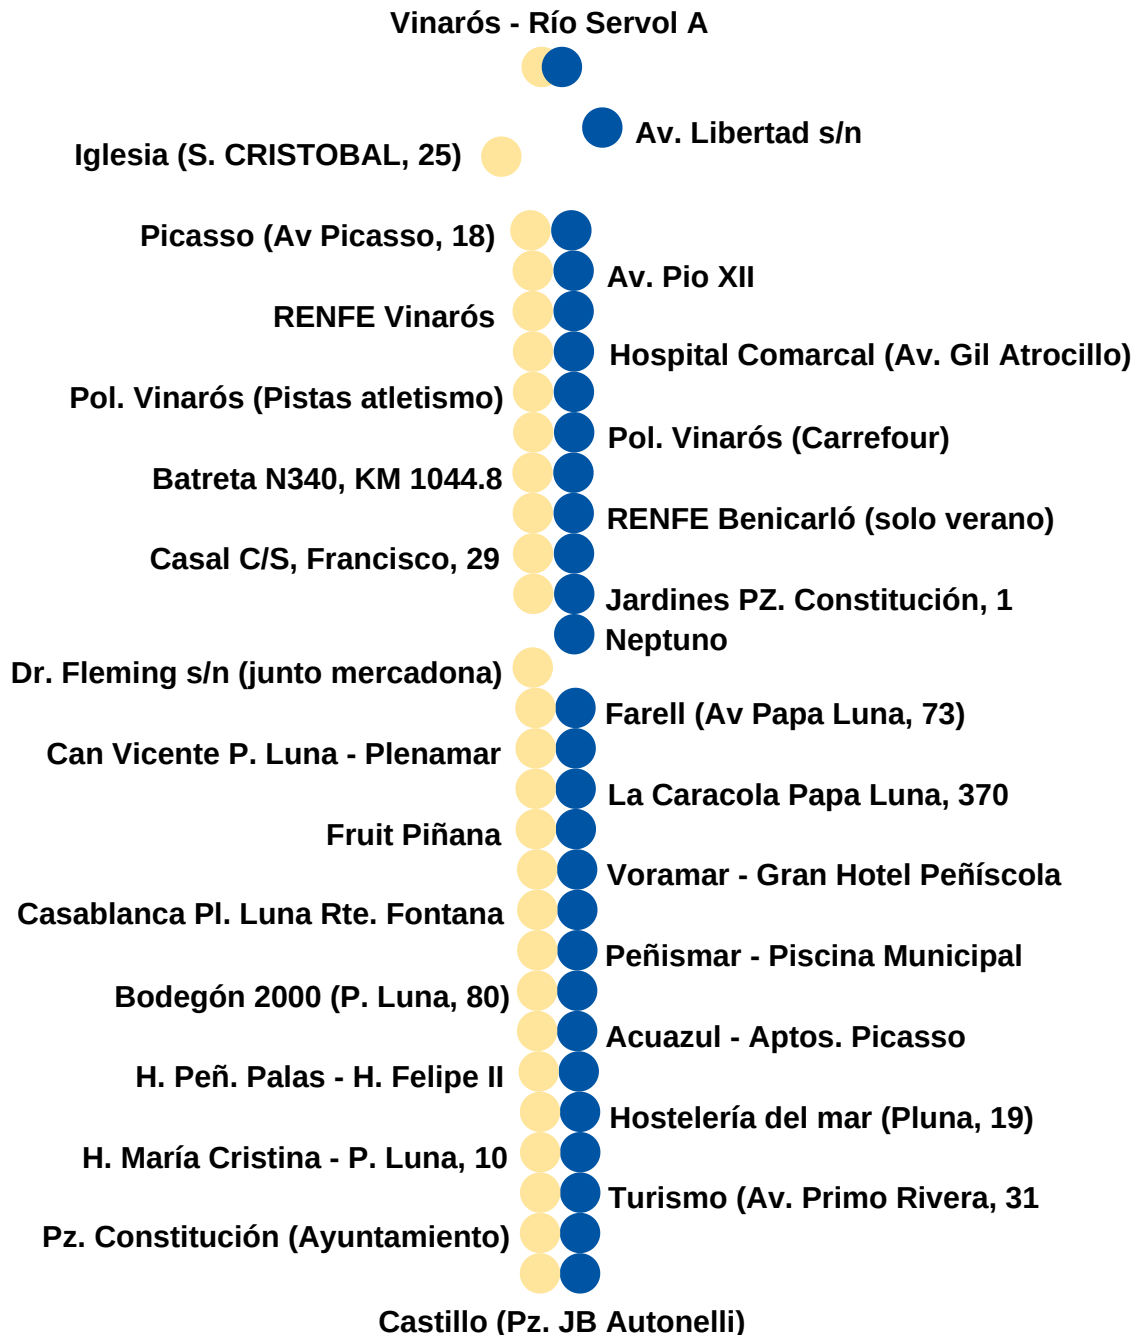 Vinarós - Río Servol A
Av. Libertad s/n
Iglesia (S. CRISTOBAL, 25)
Picasso (Av Picasso, 18)
Av. Pio XII
RENFE Vinarós
Hospital Comarcal (Av. Gil Atrocillo)
Pol. Vinarós (Pistas atletismo)
Pol. Vinarós (Carrefour)
Batreta N340, KM 1044.8
RENFE Benicarló (solo verano)
Casal C/S, Francisco, 29
Jardines PZ. Constitución, 1
Neptuno
Dr. Fleming s/n (junto mercadona)
Farell (Av Papa Luna, 73)
Can Vicente P. Luna - Plenamar
La Caracola Papa Luna, 370
Fruit Piñana
Voramar - Gran Hotel Peñíscola
Casablanca Pl. Luna Rte. Fontana
Peñismar - Piscina Municipal
Bodegón 2000 (P. Luna, 80)
Acuazul - Aptos. Picasso
H. Peñ. Palas - H. Felipe II
Hostelería del mar (Pluna, 19)
H. María Cristina - P. Luna, 10
Turismo (Av. Primo Rivera, 31
Pz. Constitución (Ayuntamiento)
Castillo (Pz. JB Autonelli)